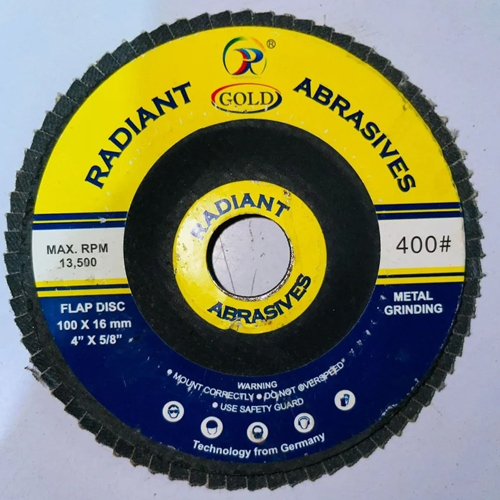 ®
GOLD
RADIANT ABRASIVES
MAX. RPM
13,500
400#
RADIANT
ABRASIVES
FLAP DISC
100 X 16 mm
4" X 5/8"
METAL
GRINDING
WARNING
• MOUNT CORRECTLY • DO NOT OVERSPEED"
• USE SAFETY GUARD
Technology from Germany